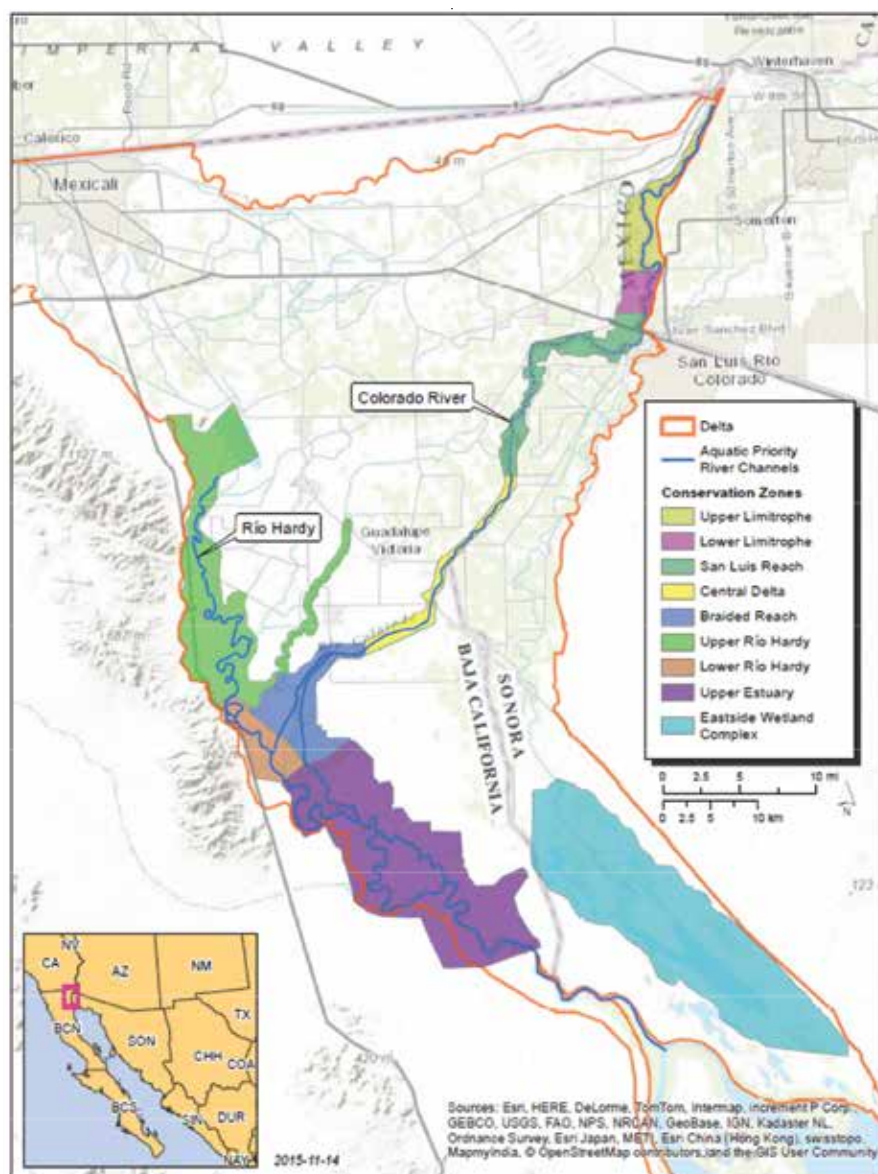 IMPERIAL VALLEY
Winterhaven
W 8th St
Calexico
Mexicali
Somerton
San Luis Rio
Colorado
Colorado River
Río Hardy
Guadalupe
Victoria
SONORA
BAJA CALIFORNIA
Delta
Aquatic Priority
River Channels
Conservation Zones
Upper Limitrophe
Lower Limitrophe
San Luis Reach
Central Delta
Braided Reach
Upper Río Hardy
Lower Río Hardy
Upper Estuary
Eastside Wetland
Complex
0 2.5 5 10 mi
0 2.5 5 10 km
N
CA
NV
AZ
NM
TX
BCN
SON
CHH
COA
BCS
SIN
DUR
NAY
2015-11-14
Sources: Esri, HERE, DeLorme, TomTom, Intermap, increment P Corp.,
GEBCO, USGS, FAO, NPS, NRCAN, GeoBase, IGN, Kadaster NL,
Ordnance Survey, Esri Japan, METI, Esri China (Hong Kong), swisstopo,
MapmyIndia, © OpenStreetMap contributors, and the GIS User Community